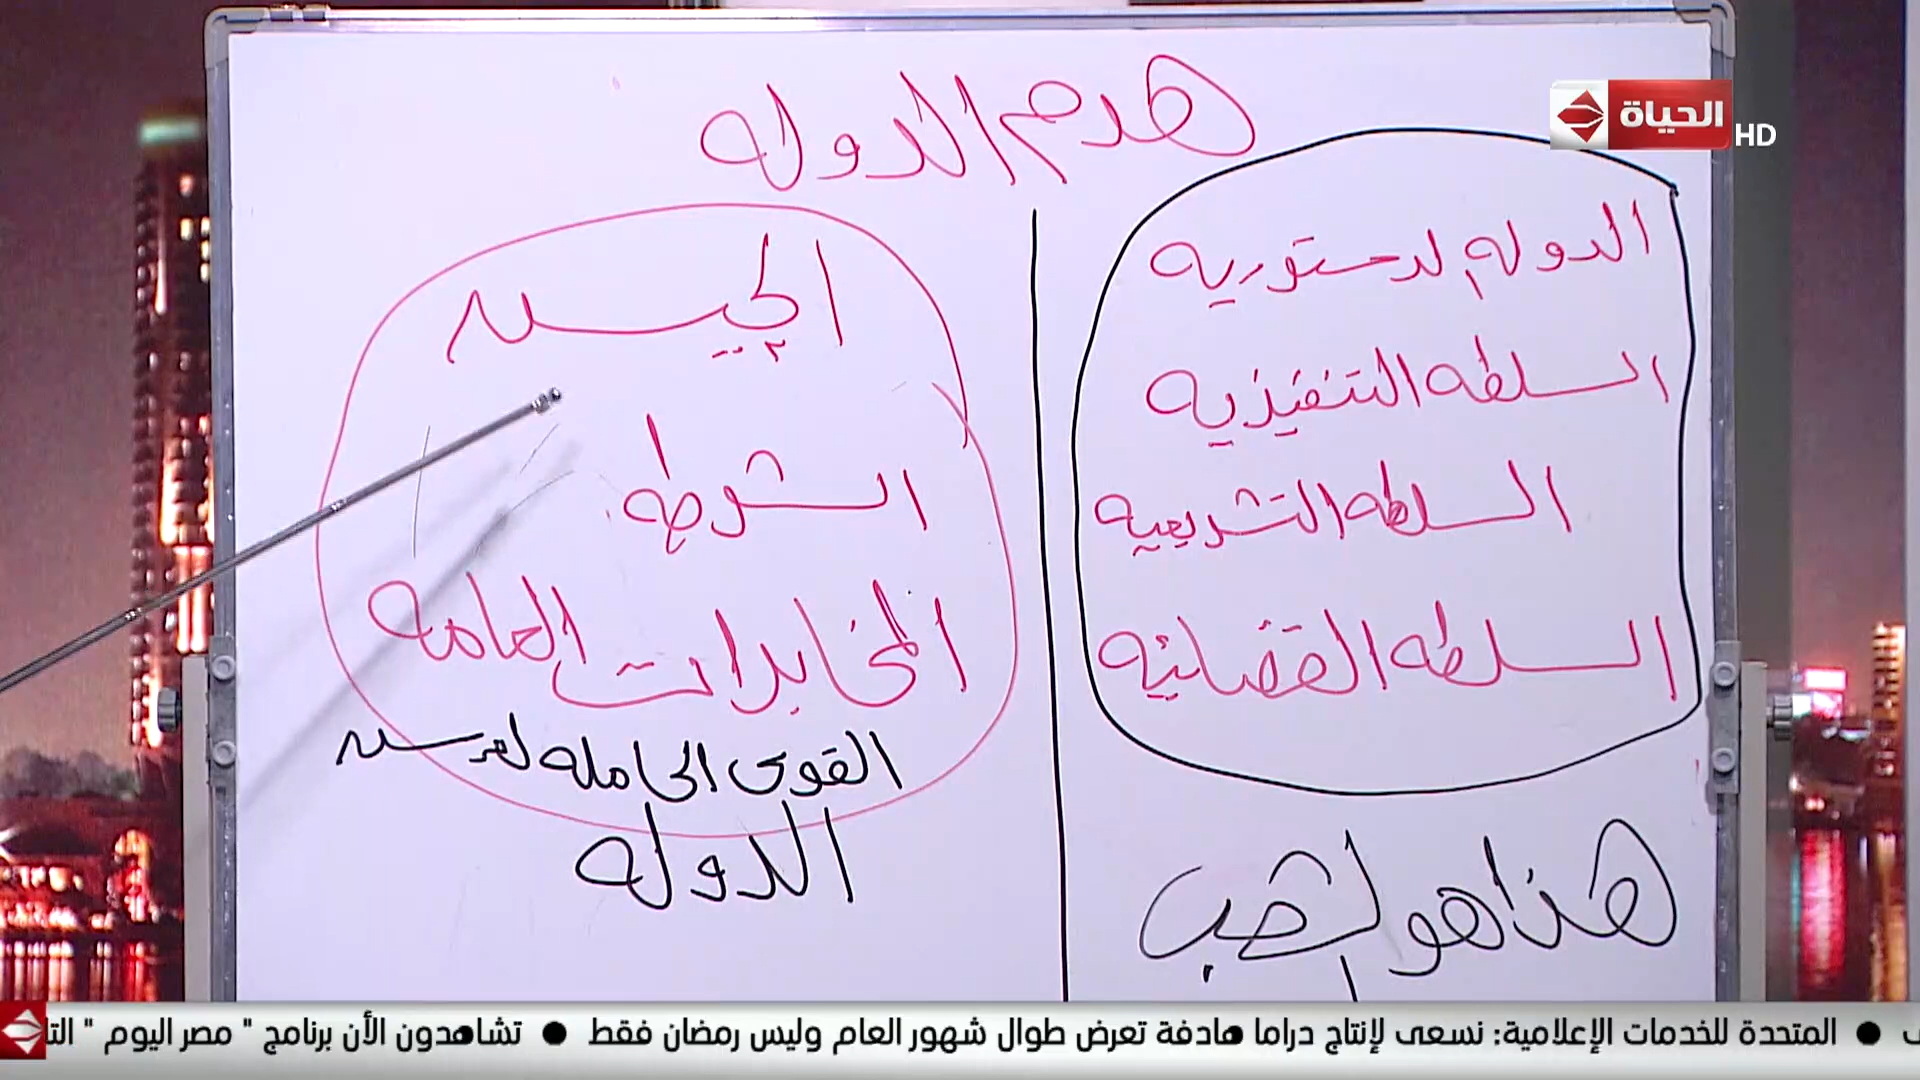 الحياة
HD
هدم الدوله
الدوله لدستوريه
السلطه التنفيذيه
السلطه التشريعيه
السلطه القضائيه
هذا هو الشعب
الجيش
الشرطه
المخابرات العامه
القوى الحامله لعرش
الدوله
المتحدة للخدمات الإعلامية: نسعى لإنتاج دراما هادفة تعرض طوال شهور العام وليس رمضان فقط ● تشاهدون الأن برنامج " مصر اليوم "